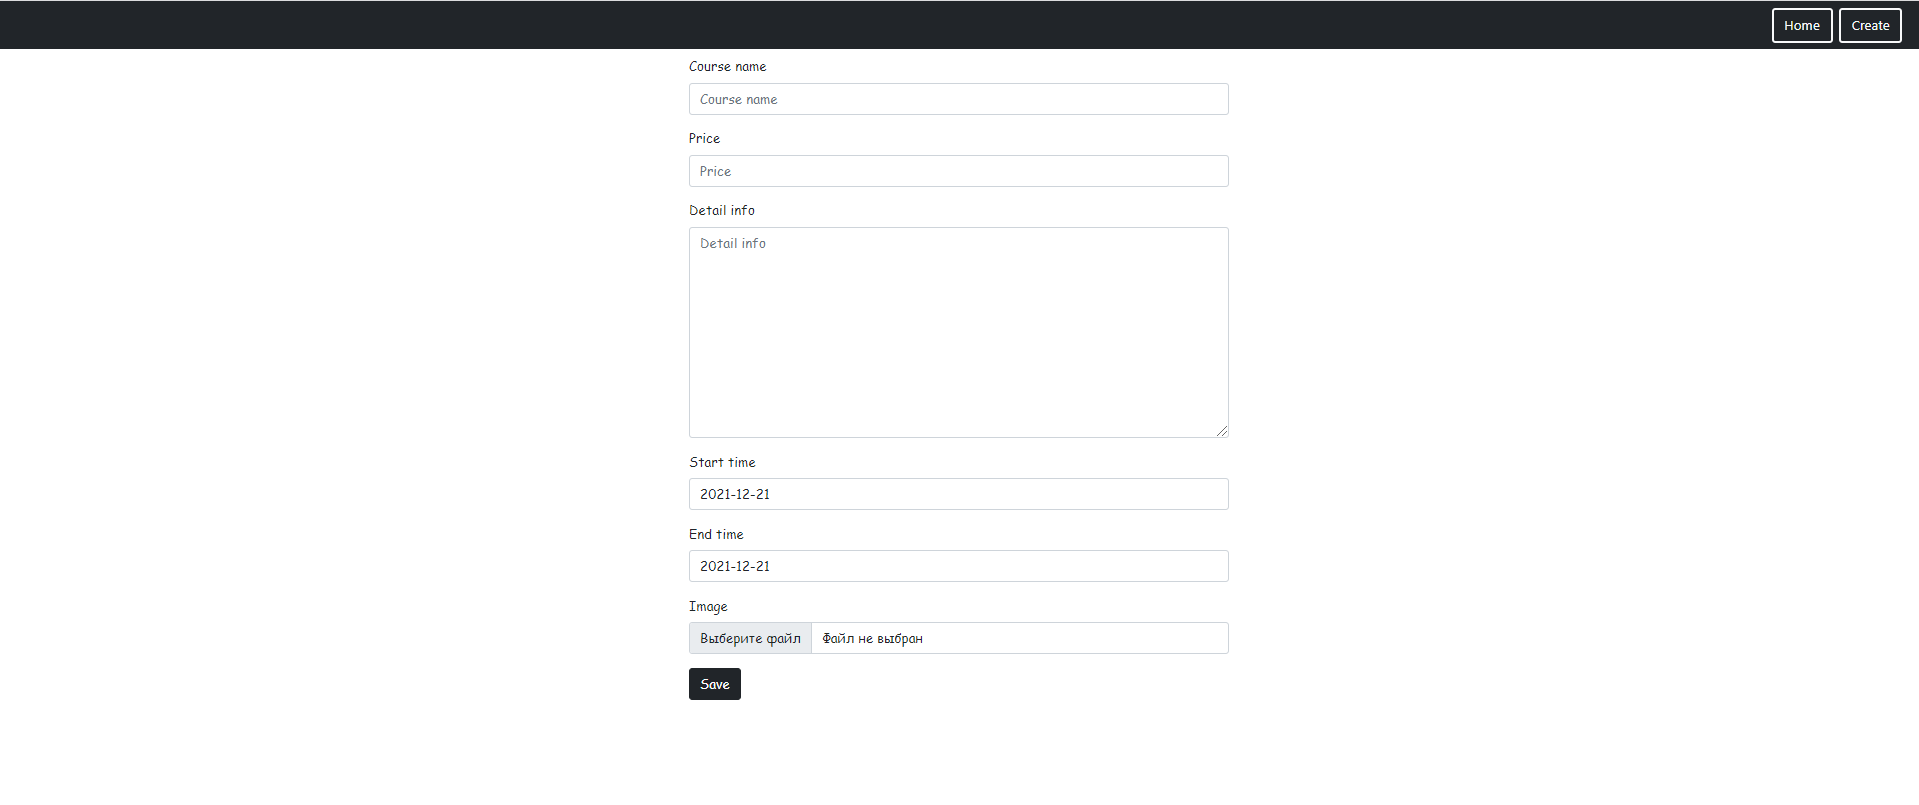 Home Create
Course name
Course name
Price
Price
Detail info
Detail info
Start time
2021-12-21
End time
2021-12-21
Image
Выберите файл Файл не выбран
Save